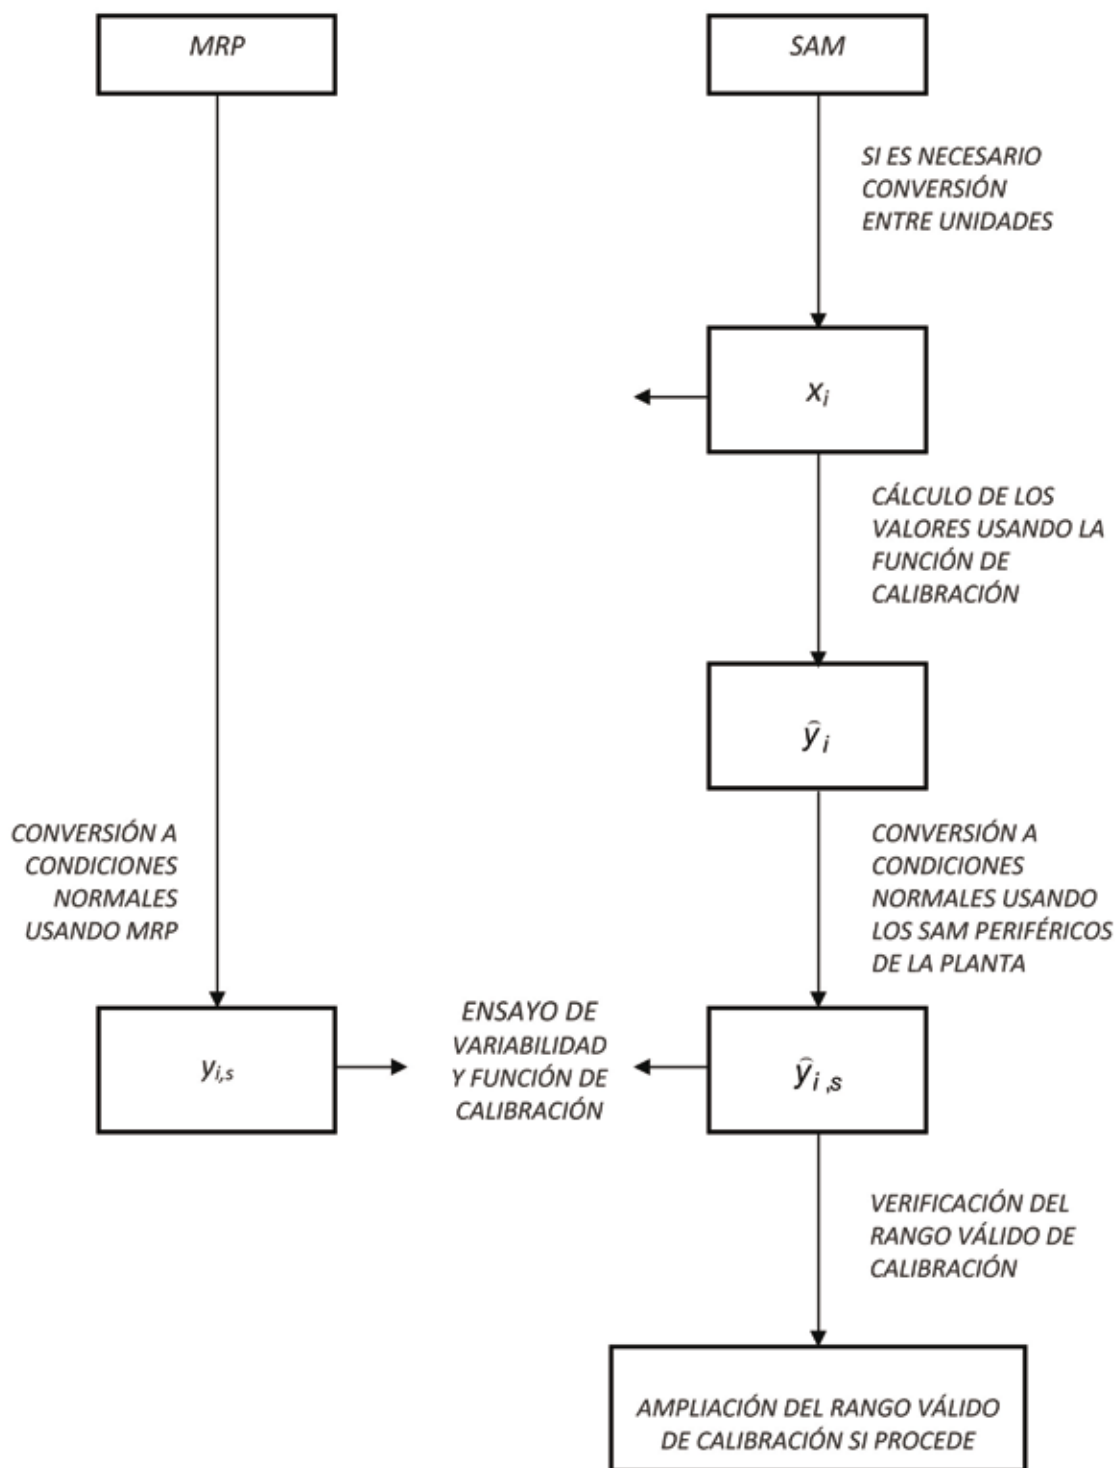 MRP
SAM
SI ES NECESARIO
CONVERSIÓN
ENTRE UNIDADES
xᵢ
CÁLCULO DE LOS
VALORES USANDO LA
FUNCIÓN DE
CALIBRACIÓN
ŷᵢ
CONVERSIÓN A
CONDICIONES
NORMALES
USANDO MRP
CONVERSIÓN A
CONDICIONES
NORMALES USANDO
LOS SAM PERIFÉRICOS
DE LA PLANTA
yᵢ,ₛ
ENSAYO DE
VARIABILIDAD
Y FUNCIÓN DE
CALIBRACIÓN
ŷᵢ,ₛ
VERIFICACIÓN DEL
RANGO VÁLIDO DE
CALIBRACIÓN
AMPLIACIÓN DEL RANGO VÁLIDO
DE CALIBRACIÓN SI PROCEDE